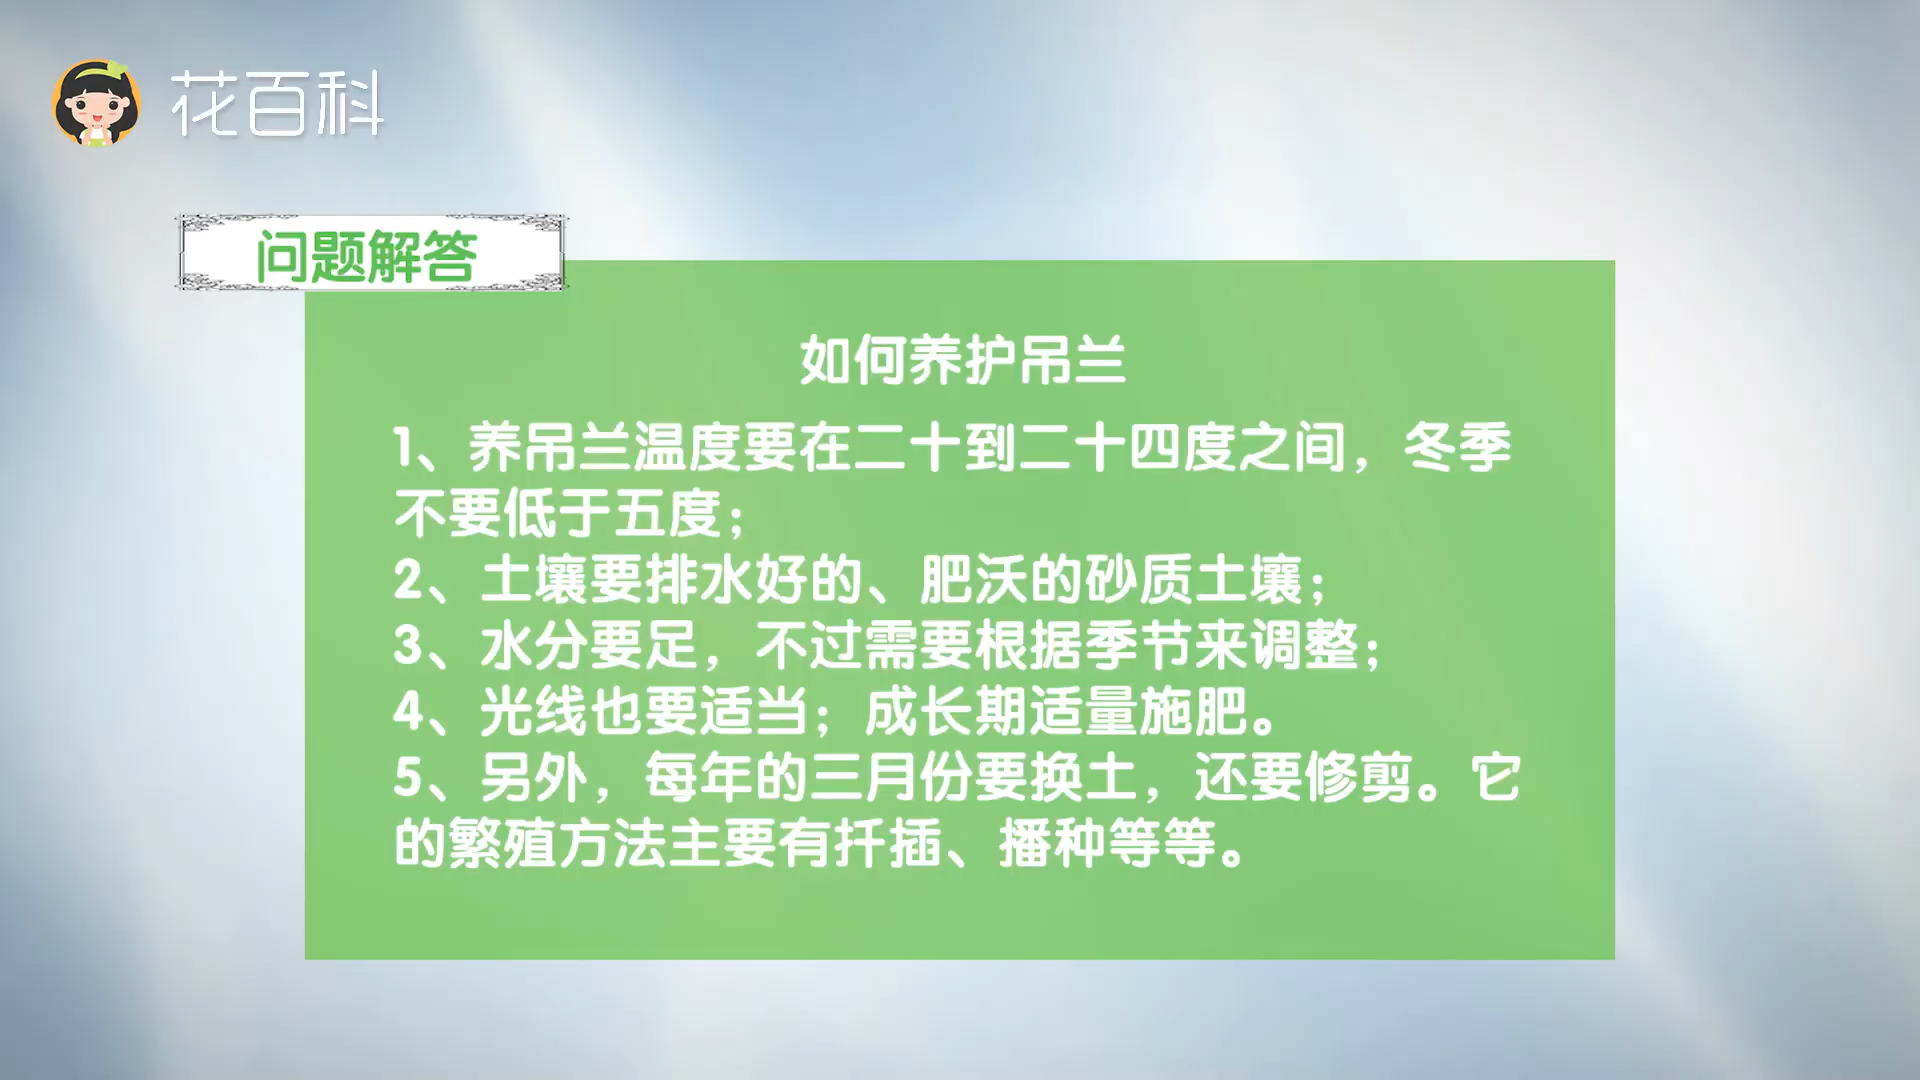 花百科
问题解答
如何养护吊兰
1、养吊兰温度要在二十到二十四度之间，冬季
不要低于五度；
2、土壤要排水好的、肥沃的砂质土壤；
3、水分要足，不过需要根据季节来调整；
4、光线也要适当；成长期适量施肥。
5、另外，每年的三月份要换土，还要修剪。它
的繁殖方法主要有扦插、播种等等。